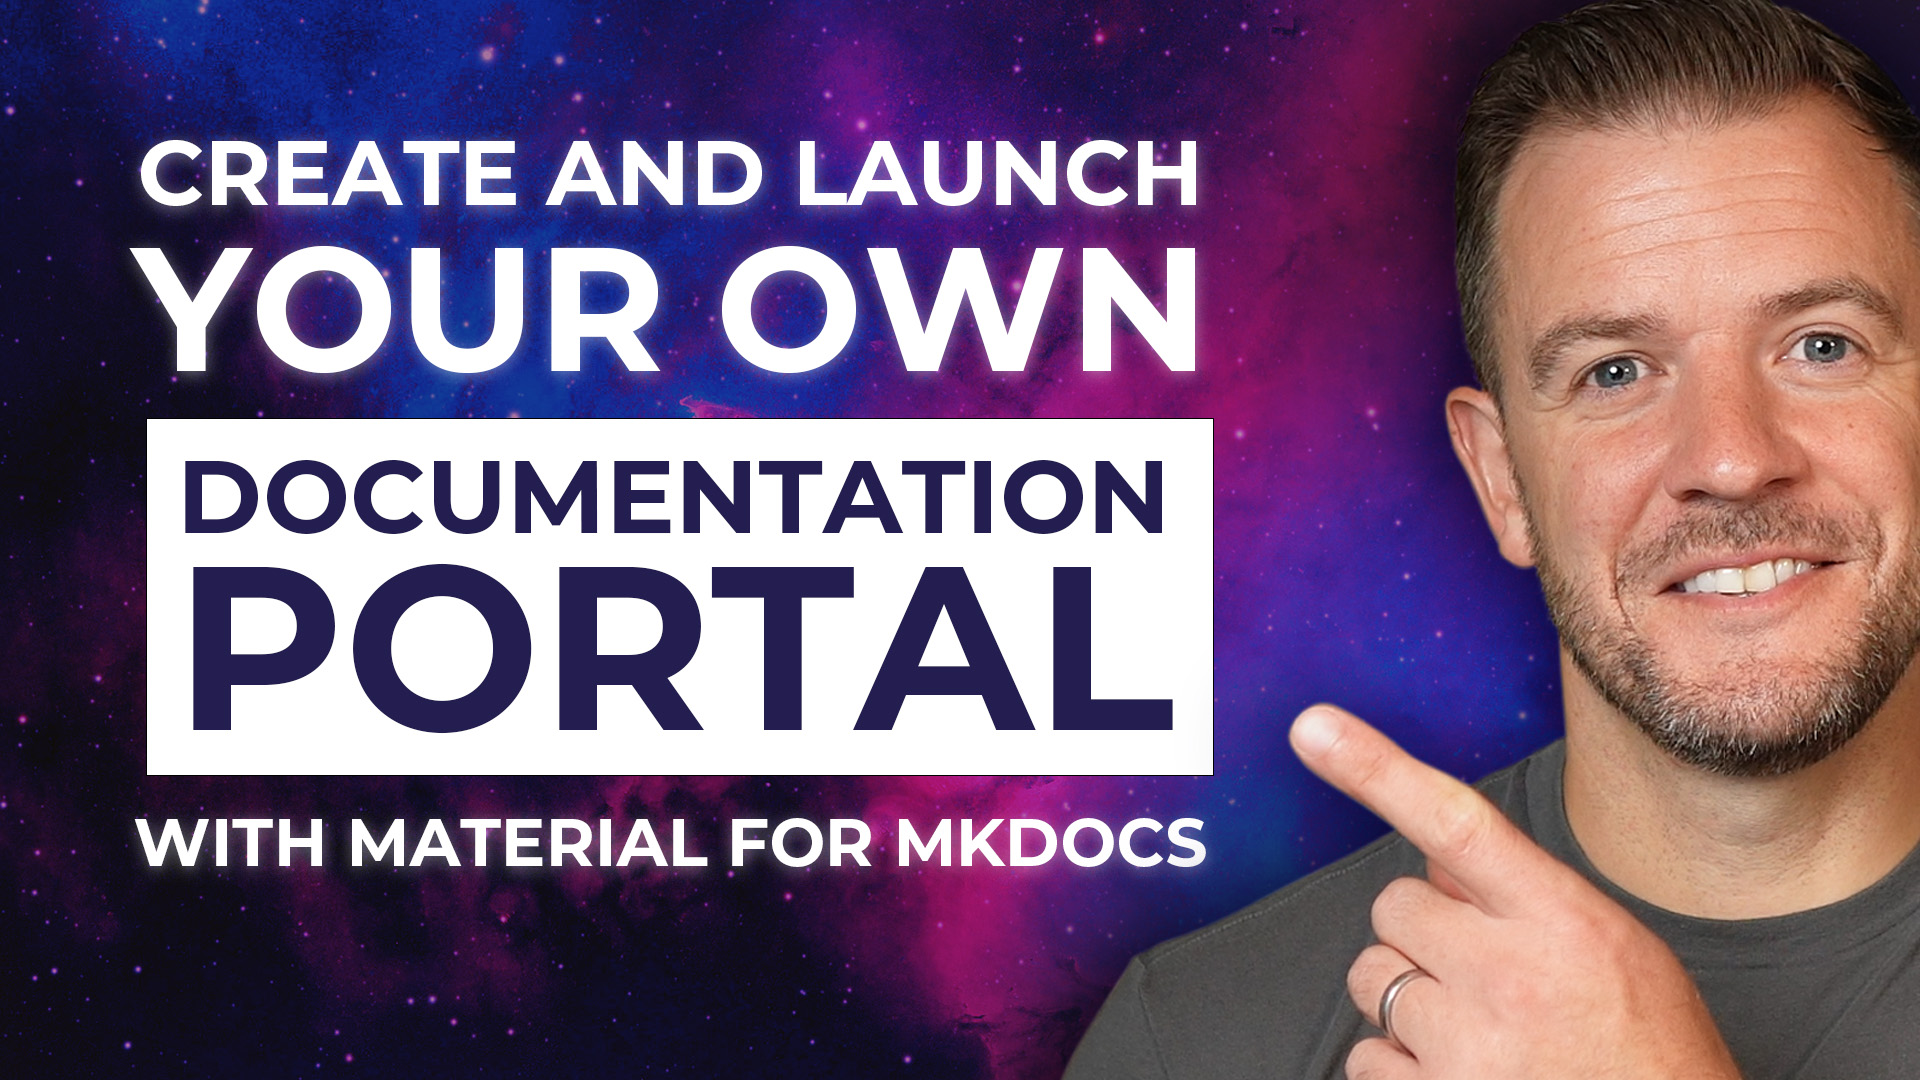 CREATE AND LAUNCH
YOUR OWN
DOCUMENTATION
PORTAL
WITH MATERIAL FOR MKDOCS